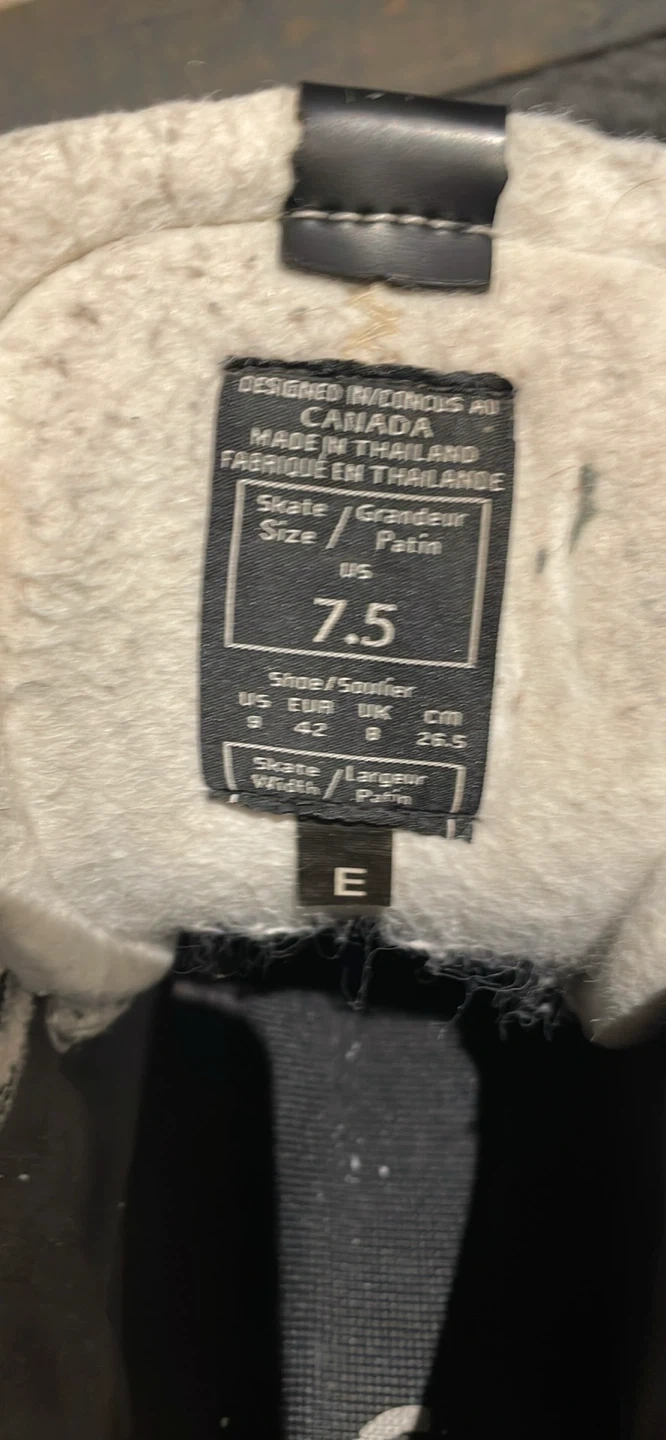 DESIGNED IN/CONCUS AU
CANADA
MADE IN THAILAND
FABRIQUÉ EN THAILANDE
Skate / Grandeur
Size / Patin
US
7.5
Shoe/Soulier
US EUR UK cm
9 42 8 26.5
Skate / Largeur
Width / Patin
E